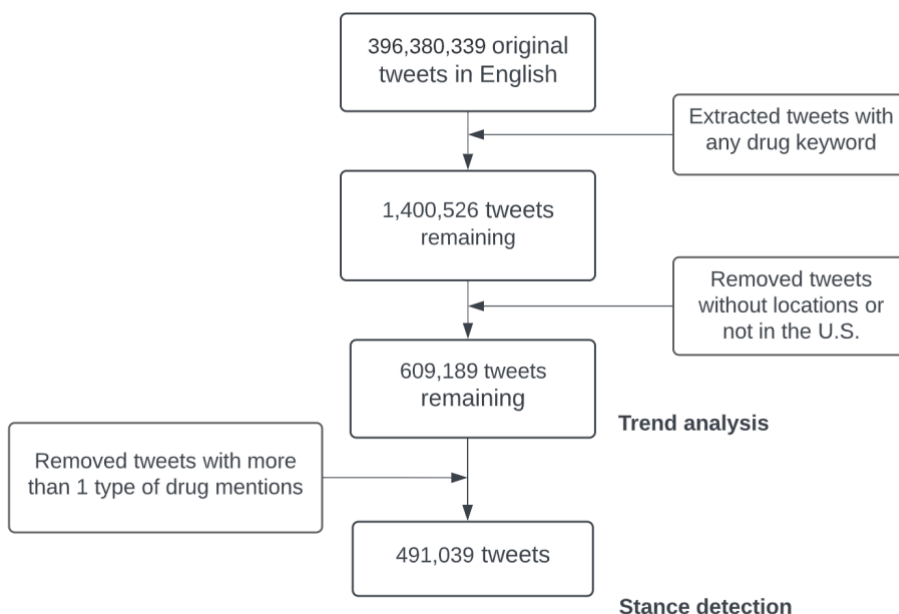 396,380,339 original
tweets in English
Extracted tweets with
any drug keyword
1,400,526 tweets
remaining
Removed tweets
without locations or
not in the U.S.
609,189 tweets
remaining
Trend analysis
Removed tweets with more
than 1 type of drug mentions
491,039 tweets
Stance detection